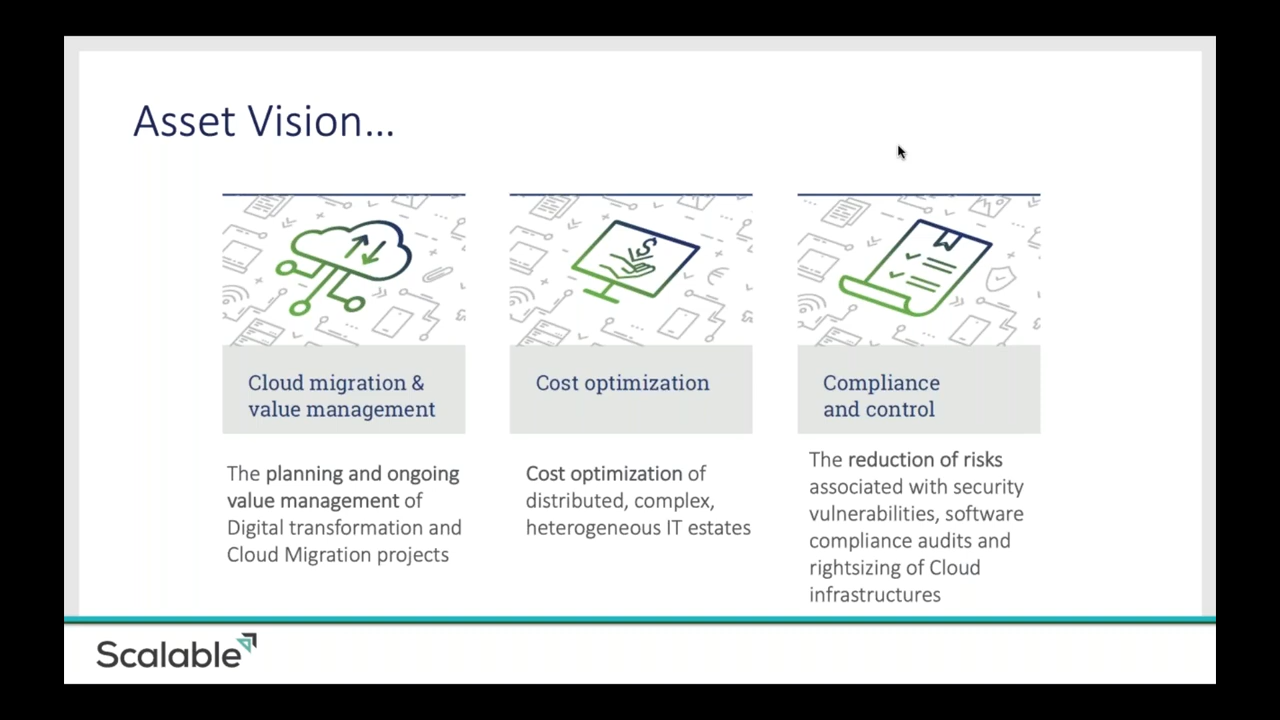 Asset Vision...
Cloud migration &
value management
The planning and ongoing
value management of
Digital transformation and
Cloud Migration projects
Cost optimization
Cost optimization of
distributed, complex,
heterogeneous IT estates
Compliance
and control
The reduction of risks
associated with security
vulnerabilities, software
compliance audits and
rightsizing of Cloud
infrastructures
Scalable